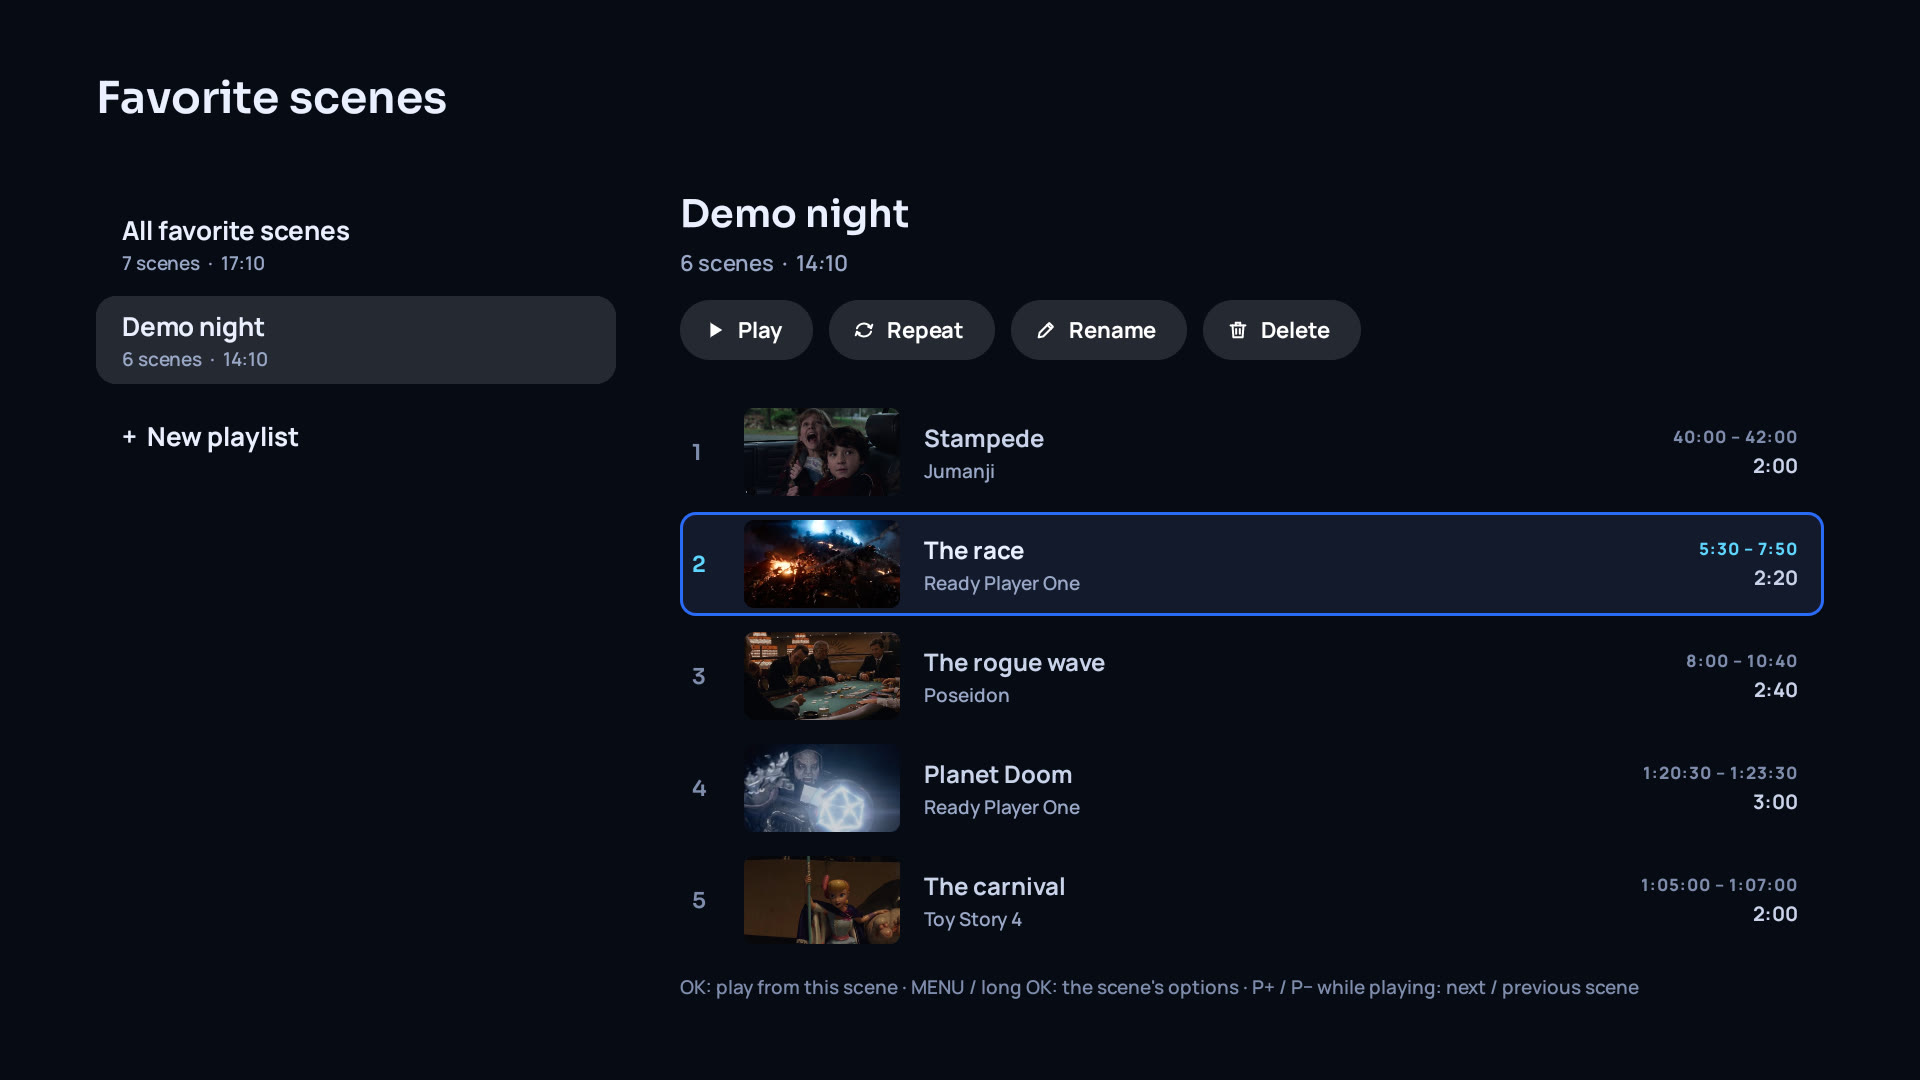 Favorite scenes
All favorite scenes
7 scenes · 17:10
Demo night
6 scenes · 14:10
+ New playlist
Demo night
6 scenes · 14:10
Play
Repeat
Rename
Delete
1
Stampede
Jumanji
40:00 – 42:00
2:00
2
The race
Ready Player One
5:30 – 7:50
2:20
3
The rogue wave
Poseidon
8:00 – 10:40
2:40
4
Planet Doom
Ready Player One
1:20:30 – 1:23:30
3:00
5
The carnival
Toy Story 4
1:05:00 – 1:07:00
2:00
OK: play from this scene · MENU / long OK: the scene's options · P+ / P− while playing: next / previous scene